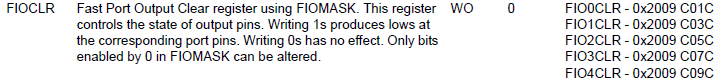 FIOCLR Fast Port Output Clear register using FIOMASK. This register WO 0 FIO0CLR - 0x2009 C01C
controls the state of output pins. Writing 1s produces lows at FIO1CLR - 0x2009 C03C
the corresponding port pins. Writing 0s has no effect. Only bits FIO2CLR - 0x2009 C05C
enabled by 0 in FIOMASK can be altered. FIO3CLR - 0x2009 C07C
FIO4CLR - 0x2009 C09C